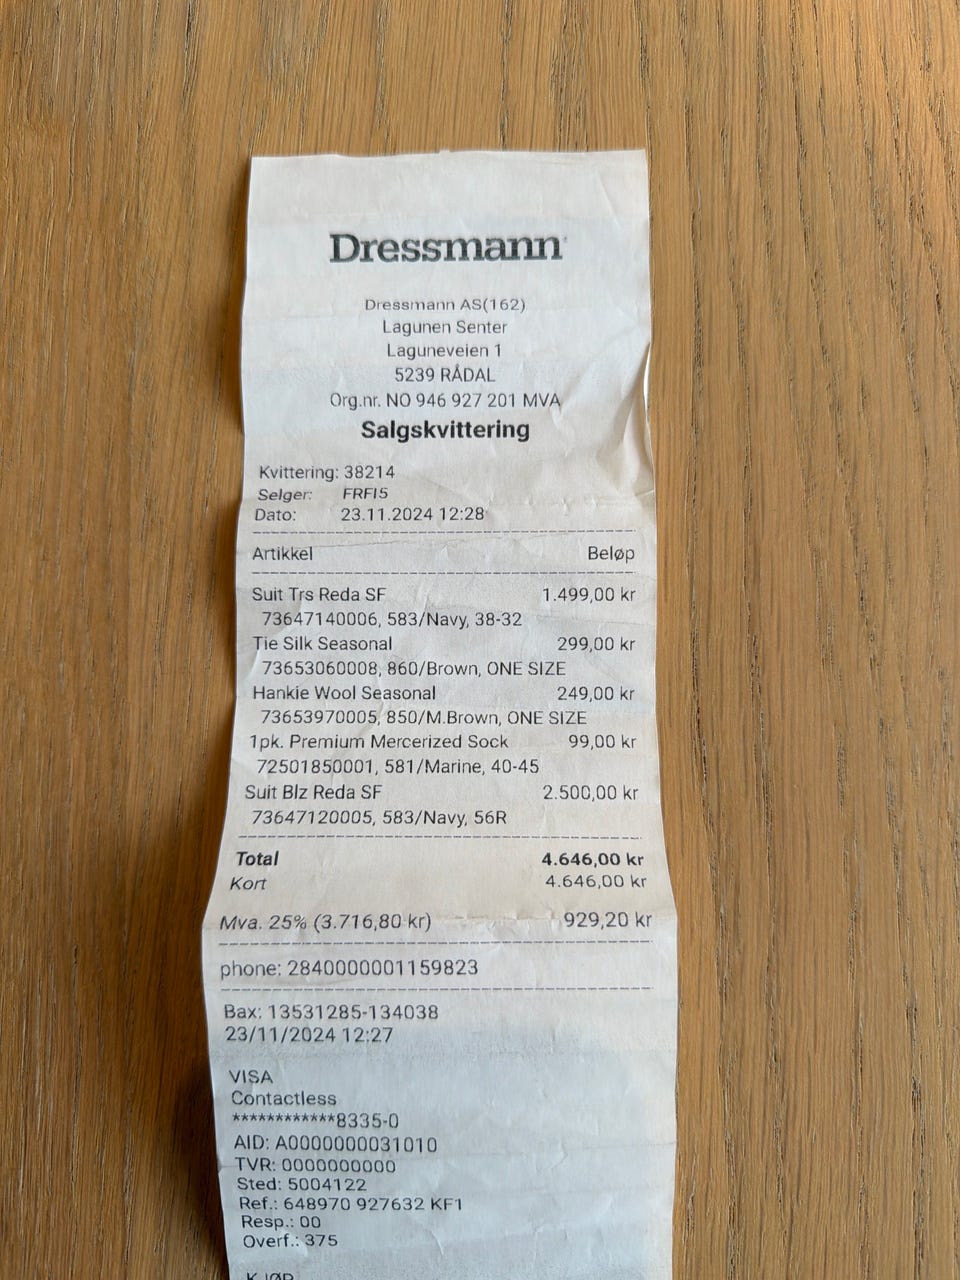 Dressmann
Dressmann AS(162)
Lagunen Senter
Laguneveien 1
5239 RÅDAL
Org.nr. NO 946 927 201 MVA
Salgskvittering
Kvittering: 38214
Selger: FRFI5
Dato: 23.11.2024 12:28
Artikkel Beløp
Suit Trs Reda SF 1.499,00 kr
73647140006, 583/Navy, 38-32
Tie Silk Seasonal 299,00 kr
73653060008, 860/Brown, ONE SIZE
Hankie Wool Seasonal 249,00 kr
73653970005, 850/M.Brown, ONE SIZE
1pk. Premium Mercerized Sock 99,00 kr
72501850001, 581/Marine, 40-45
Suit Blz Reda SF 2.500,00 kr
73647120005, 583/Navy, 56R
Total 4.646,00 kr
Kort 4.646,00 kr
Mva. 25% (3.716,80 kr) 929,20 kr
phone: 2840000001159823
Bax: 13531285-134038
23/11/2024 12:27
VISA
Contactless
************8335-0
AID: A0000000031010
TVR: 0000000000
Sted: 5004122
Ref.: 648970 927632 KF1
Resp.: 00
Overf.: 375
KJØP